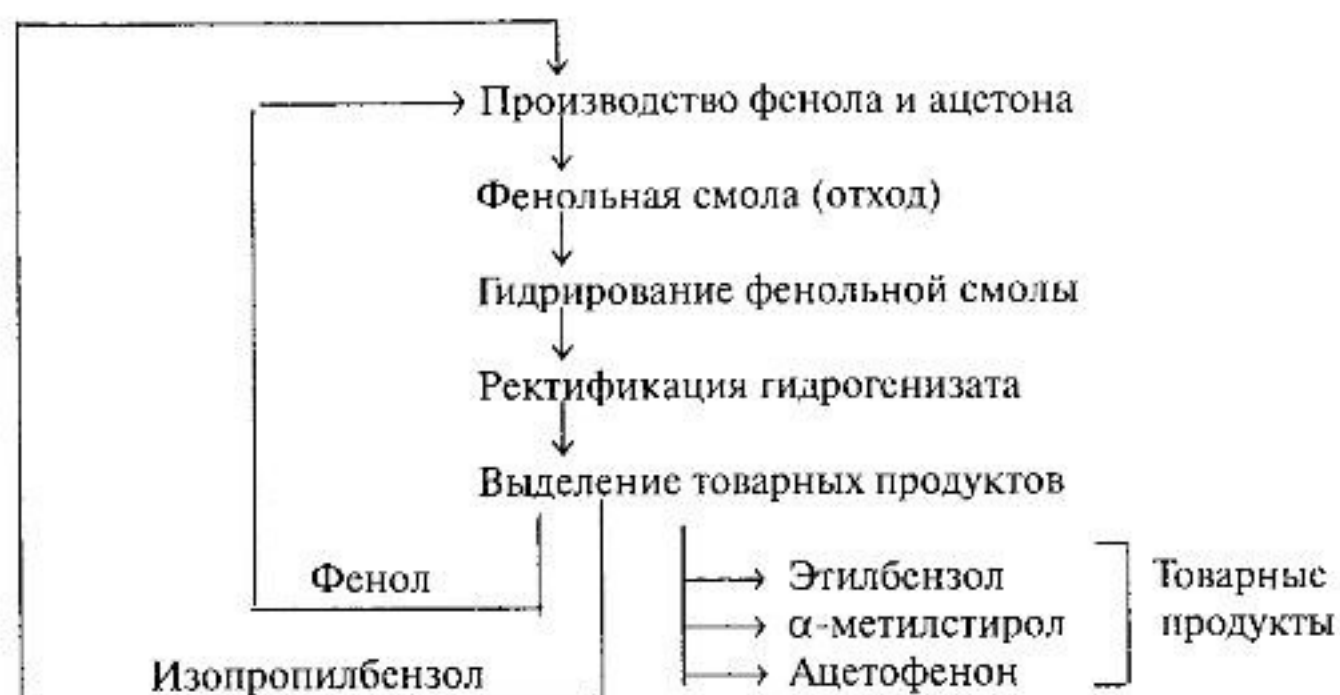 Производство фенола и ацетона
Фенольная смола (отход)
Гидрирование фенольной смолы
Ректификация гидрогенизата
Выделение товарных продуктов
Фенол
Этилбензол
α-метилстирол
Ацетофенон
Товарные
продукты
Изопропилбензол